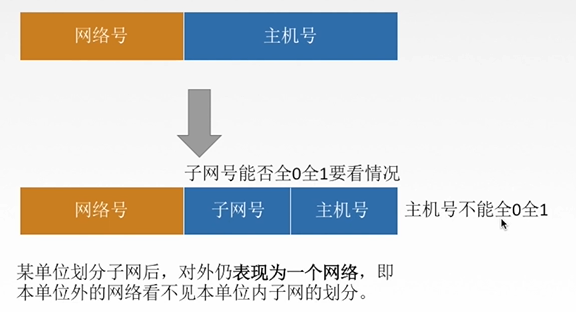 网络号 主机号
子网号能否全0全1要看情况
网络号 子网号 主机号 主机号不能全0全1
某单位划分子网后，对外仍表现为一个网络，即
本单位外的网络看不见本单位内子网的划分。